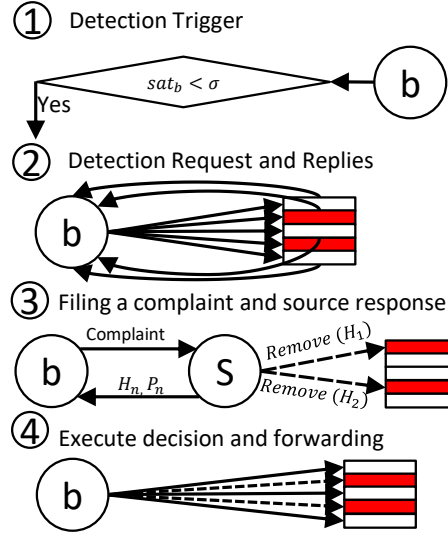 ① Detection Trigger
sat_b < σ
b
Yes
② Detection Request and Replies
b
③ Filing a complaint and source response
Complaint
Remove (H_1)
b
S
H_n, P_n
Remove (H_2)
④ Execute decision and forwarding
b